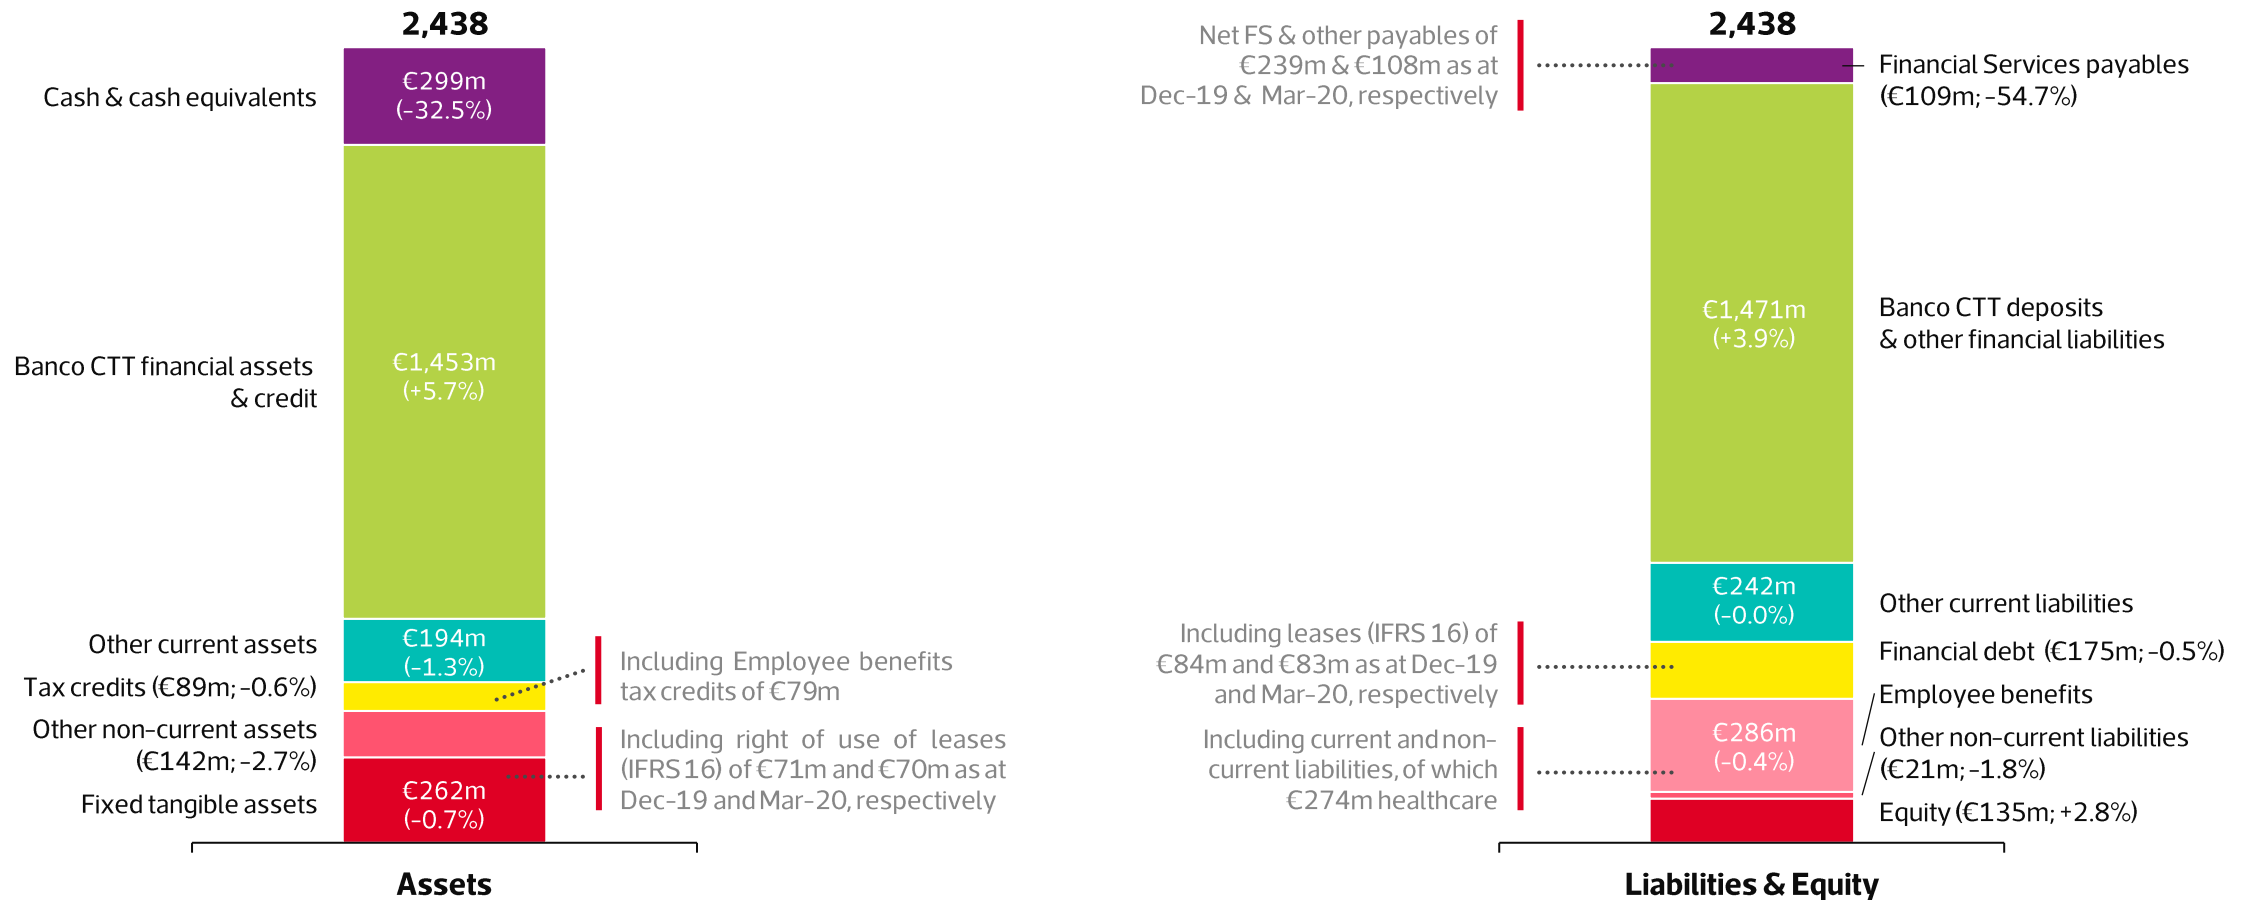 2,438
Cash & cash equivalents
€299m
(-32.5%)
Banco CTT financial assets
& credit
€1,453m
(+5.7%)
Other current assets
€194m
(-1.3%)
Tax credits (€89m; -0.6%)
Other non-current assets
(€142m; -2.7%)
Fixed tangible assets
€262m
(-0.7%)
Including Employee benefits
tax credits of €79m
Including right of use of leases
(IFRS 16) of €71m and €70m as at
Dec-19 and Mar-20, respectively
Assets
2,438
Net FS & other payables of
€239m & €108m as at
Dec-19 & Mar-20, respectively
Financial Services payables
(€109m; -54.7%)
€1,471m
(+3.9%)
Banco CTT deposits
& other financial liabilities
€242m
(-0.0%)
Other current liabilities
Including leases (IFRS 16) of
€84m and €83m as at Dec-19
and Mar-20, respectively
Financial debt (€175m; -0.5%)
Employee benefits
€286m
(-0.4%)
Including current and non-
current liabilities, of which
€274m healthcare
Other non-current liabilities
(€21m; -1.8%)
Equity (€135m; +2.8%)
Liabilities & Equity